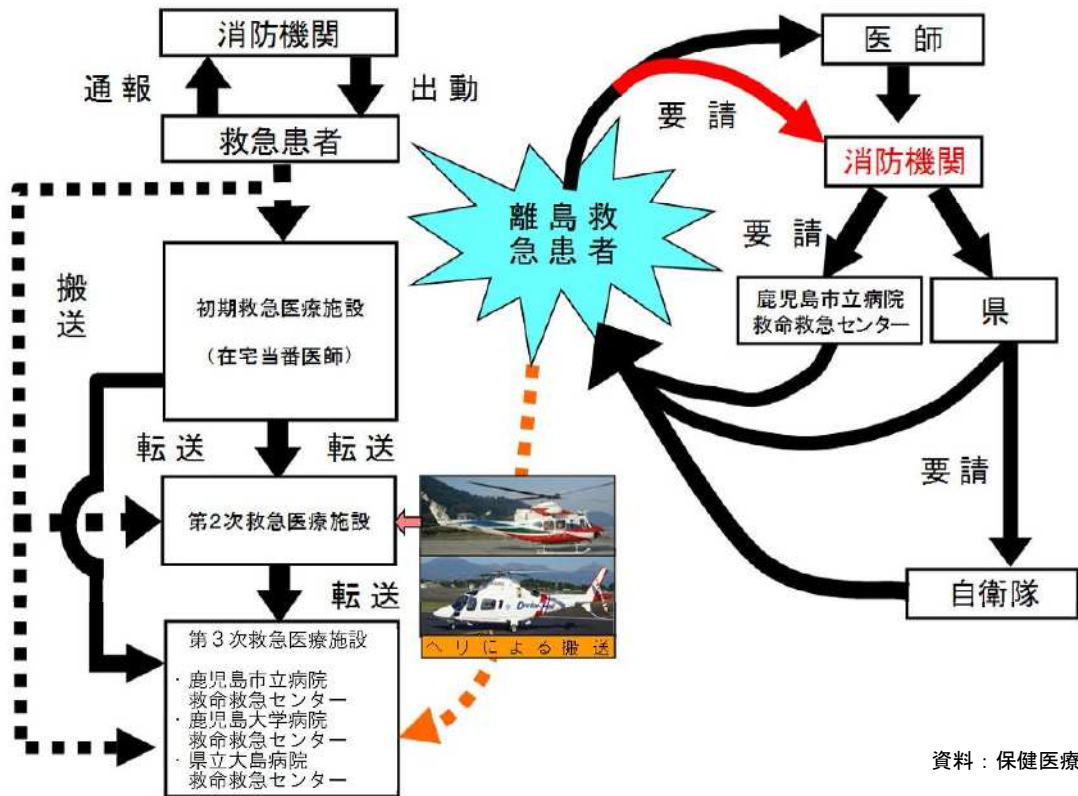 消防機関
通報
出動
救急患者
搬送
初期救急医療施設
（在宅当番医師）
転送
転送
第2次救急医療施設
転送
第３次救急医療施設
・鹿児島市立病院
救命救急センター
・鹿児島大学病院
救命救急センター
・県立大島病院
救命救急センター
離島救
急患者
ヘリによる搬送
医師
要請
消防機関
要請
鹿児島市立病院
救命救急センター
県
要請
自衛隊
資料：保健医療